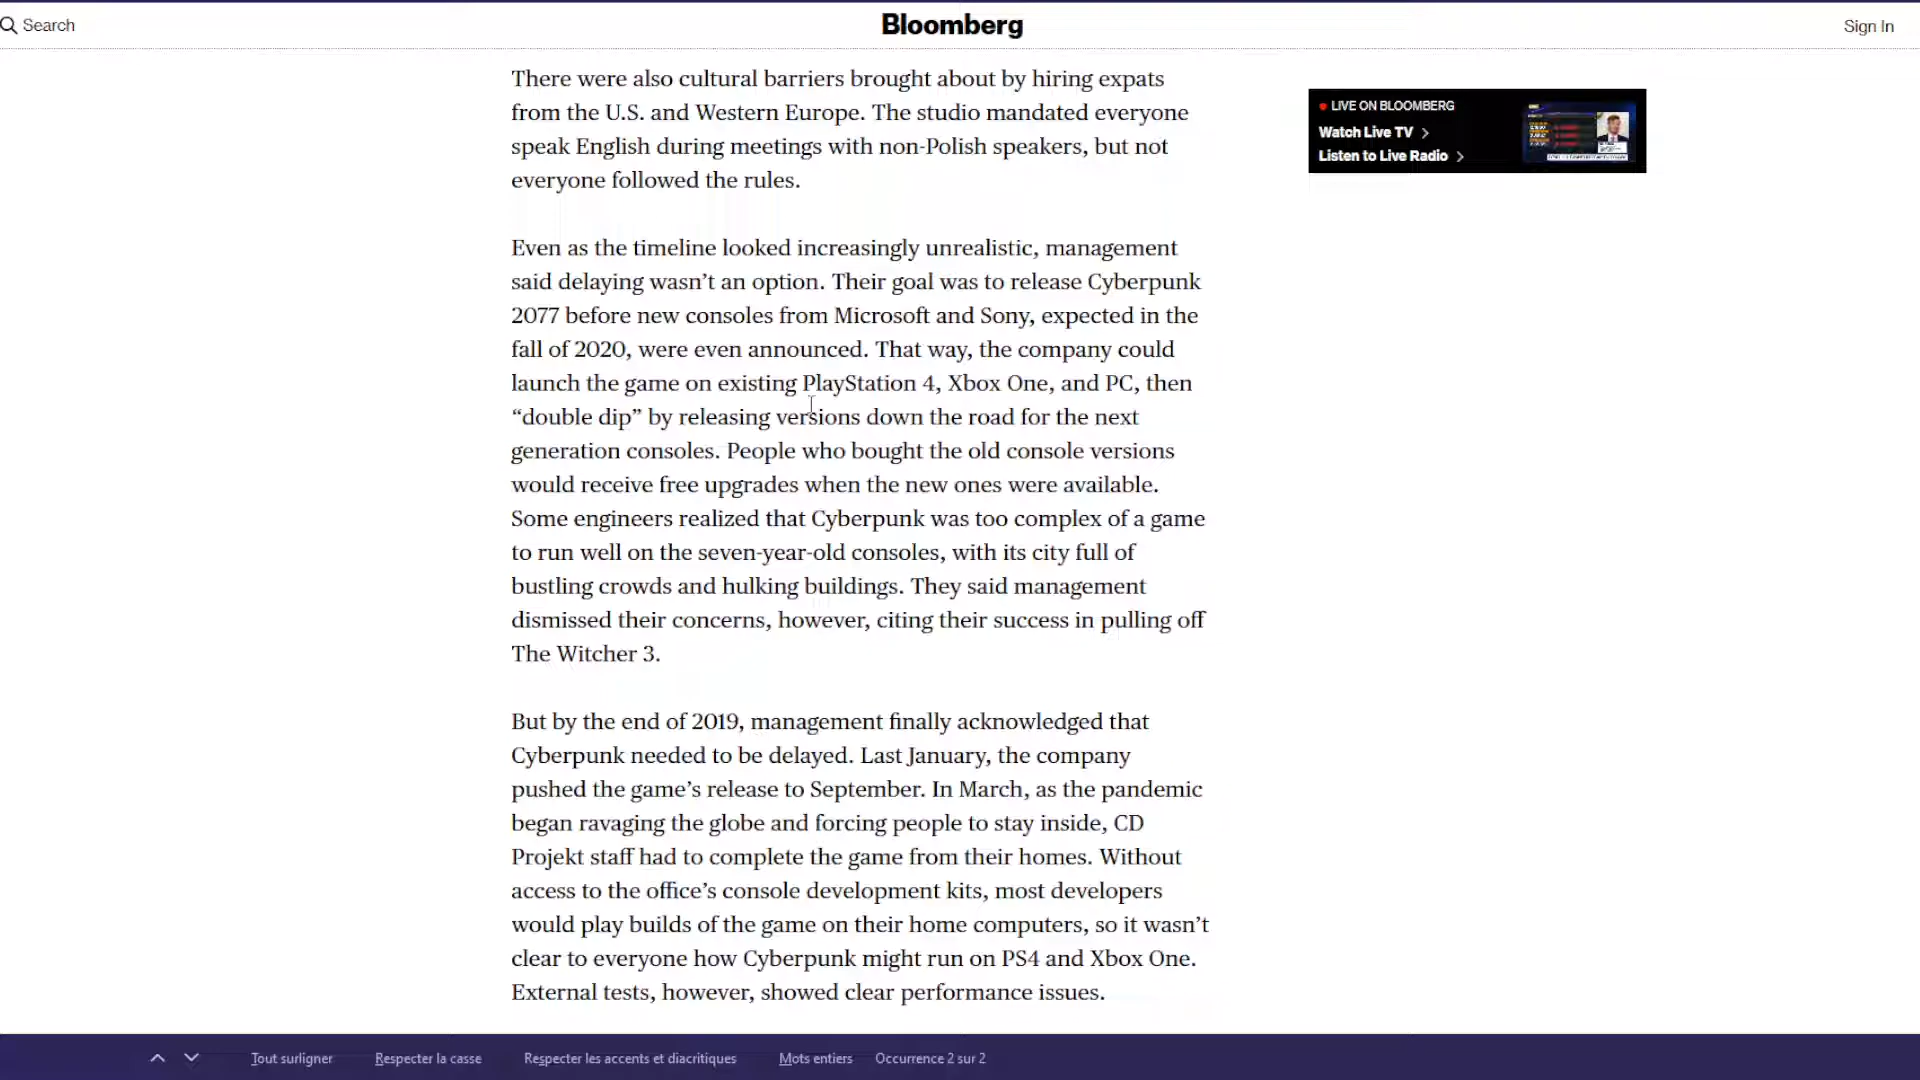 Search
Bloomberg
Sign In
There were also cultural barriers brought about by hiring expats
from the U.S. and Western Europe. The studio mandated everyone
speak English during meetings with non-Polish speakers, but not
everyone followed the rules.
LIVE ON BLOOMBERG
Watch Live TV
Listen to Live Radio
Even as the timeline looked increasingly unrealistic, management
said delaying wasn’t an option. Their goal was to release Cyberpunk
2077 before new consoles from Microsoft and Sony, expected in the
fall of 2020, were even announced. That way, the company could
launch the game on existing PlayStation 4, Xbox One, and PC, then
“double dip” by releasing versions down the road for the next
generation consoles. People who bought the old console versions
would receive free upgrades when the new ones were available.
Some engineers realized that Cyberpunk was too complex of a game
to run well on the seven-year-old consoles, with its city full of
bustling crowds and hulking buildings. They said management
dismissed their concerns, however, citing their success in pulling off
The Witcher 3.
But by the end of 2019, management finally acknowledged that
Cyberpunk needed to be delayed. Last January, the company
pushed the game’s release to September. In March, as the pandemic
began ravaging the globe and forcing people to stay inside, CD
Projekt staff had to complete the game from their homes. Without
access to the office’s console development kits, most developers
would play builds of the game on their home computers, so it wasn’t
clear to everyone how Cyberpunk might run on PS4 and Xbox One.
External tests, however, showed clear performance issues.
Tout surligner Respecter la casse Respecter les accents et diacritiques Mots entiers Occurrence 2 sur 2